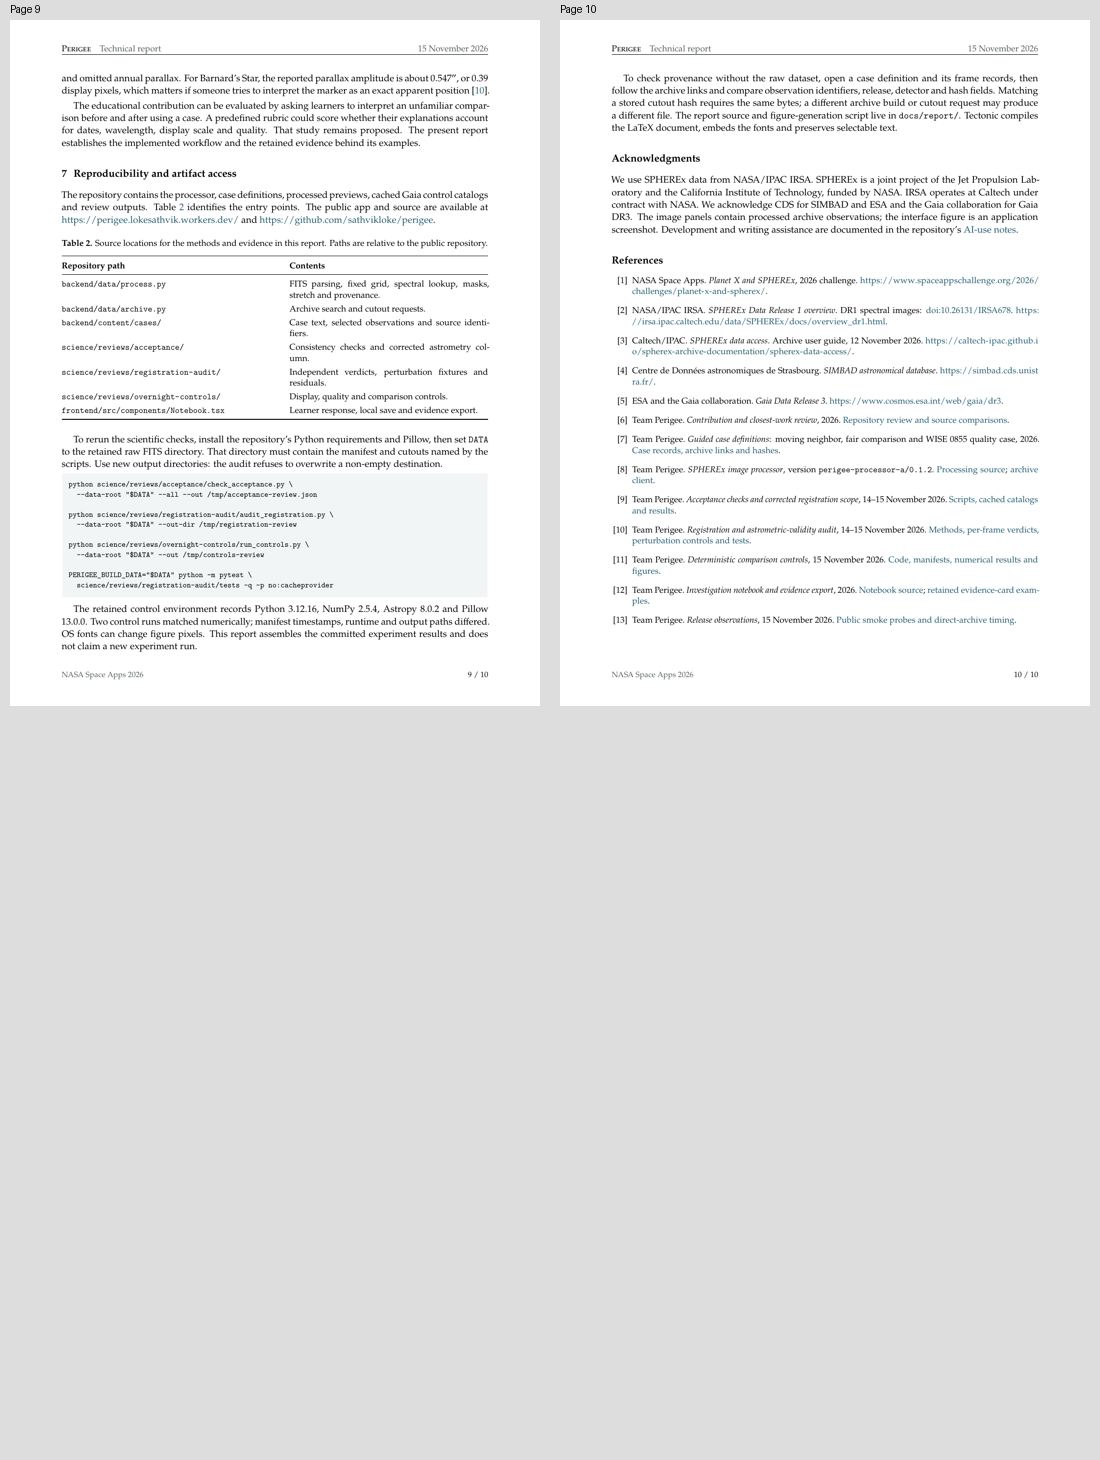 Page 9
PERIGEE Technical report 15 November 2026
and omitted annual parallax. For Barnard's Star, the reported parallax amplitude is about 0.547″, or 0.39
display pixels, which matters if someone tries to interpret the marker as an exact apparent position [10].
The educational contribution can be evaluated by asking learners to interpret an unfamiliar compar-
ison before and after using a case. A predefined rubric could score whether their explanations account
for dates, wavelength, display scale and quality. That study remains proposed. The present report
establishes the implemented workflow and the retained evidence behind its examples.
7 Reproducibility and artifact access
The repository contains the processor, case definitions, processed previews, cached Gaia control catalogs
and review outputs. Table 2 identifies the entry points. The public app and source are available at
https://perigee.lokesathvik.workers.dev/ and https://github.com/sathvikloke/perigee.
Table 2. Source locations for the methods and evidence in this report. Paths are relative to the public repository.
Repository path Contents
backend/data/process.py FITS parsing, fixed grid, spectral lookup, masks,
stretch and provenance.
backend/data/archive.py Archive search and cutout requests.
backend/content/cases/ Case text, selected observations and source identi-
fiers.
science/reviews/acceptance/ Consistency checks and corrected astrometry col-
umn.
science/reviews/registration-audit/ Independent verdicts, perturbation fixtures and
residuals.
science/reviews/overnight-controls/ Display, quality and comparison controls.
frontend/src/components/Notebook.tsx Learner response, local save and evidence export.
To rerun the scientific checks, install the repository's Python requirements and Pillow, then set DATA
to the retained raw FITS directory. That directory must contain the manifest and cutouts named by the
scripts. Use new output directories: the audit refuses to overwrite a non-empty destination.
python science/reviews/acceptance/check_acceptance.py \
--data-root "$DATA" --all --out /tmp/acceptance-review.json
python science/reviews/registration-audit/audit_registration.py \
--data-root "$DATA" --out-dir /tmp/registration-review
python science/reviews/overnight-controls/run_controls.py \
--data-root "$DATA" --out /tmp/controls-review
PERIGEE_BUILD_DATA="$DATA" python -m pytest \
science/reviews/registration-audit/tests -q -p no:cacheprovider
The retained control environment records Python 3.12.16, NumPy 2.5.4, Astropy 8.0.2 and Pillow
13.0.0. Two control runs matched numerically; manifest timestamps, runtime and output paths differed.
OS fonts can change figure pixels. This report assembles the committed experiment results and does
not claim a new experiment run.
NASA Space Apps 2026 9 / 10
Page 10
PERIGEE Technical report 15 November 2026
To check provenance without the raw dataset, open a case definition and its frame records, then
follow the archive links and compare observation identifiers, release, detector and hash fields. Matching
a stored cutout hash requires the same bytes; a different archive build or cutout request may produce
a different file. The report source and figure-generation script live in docs/report/. Tectonic compiles
the LaTeX document, embeds the fonts and preserves selectable text.
Acknowledgments
We use SPHEREx data from NASA/IPAC IRSA. SPHEREx is a joint project of the Jet Propulsion Lab-
oratory and the California Institute of Technology, funded by NASA. IRSA operates at Caltech under
contract with NASA. We acknowledge CDS for SIMBAD and ESA and the Gaia collaboration for Gaia
DR3. The image panels contain processed archive observations; the interface figure is an application
screenshot. Development and writing assistance are documented in the repository's AI-use notes.
References
[1] NASA Space Apps. Planet X and SPHEREx, 2026 challenge. https://www.spaceappschallenge.org/2026/
challenges/planet-x-and-spherex/.
[2] NASA/IPAC IRSA. SPHEREx Data Release 1 overview. DR1 spectral images: doi:10.26131/IRSA678. https:
//irsa.ipac.caltech.edu/data/SPHEREx/docs/overview_dr1.html.
[3] Caltech/IPAC. SPHEREx data access. Archive user guide, 12 November 2026. https://caltech-ipac.github.i
o/spherex-archive-documentation/spherex-data-access/.
[4] Centre de Données astronomiques de Strasbourg. SIMBAD astronomical database. https://simbad.cds.unist
ra.fr/.
[5] ESA and the Gaia collaboration. Gaia Data Release 3. https://www.cosmos.esa.int/web/gaia/dr3.
[6] Team Perigee. Contribution and closest-work review, 2026. Repository review and source comparisons.
[7] Team Perigee. Guided case definitions: moving neighbor, fair comparison and WISE 0855 quality case, 2026.
Case records, archive links and hashes.
[8] Team Perigee. SPHEREx image processor, version perigee-processor-a/0.1.2. Processing source; archive
client.
[9] Team Perigee. Acceptance checks and corrected registration scope, 14–15 November 2026. Scripts, cached catalogs
and results.
[10] Team Perigee. Registration and astrometric-validity audit, 14–15 November 2026. Methods, per-frame verdicts,
perturbation controls and tests.
[11] Team Perigee. Deterministic comparison controls, 15 November 2026. Code, manifests, numerical results and
figures.
[12] Team Perigee. Investigation notebook and evidence export, 2026. Notebook source; retained evidence-card exam-
ples.
[13] Team Perigee. Release observations, 15 November 2026. Public smoke probes and direct-archive timing.
NASA Space Apps 2026 10 / 10